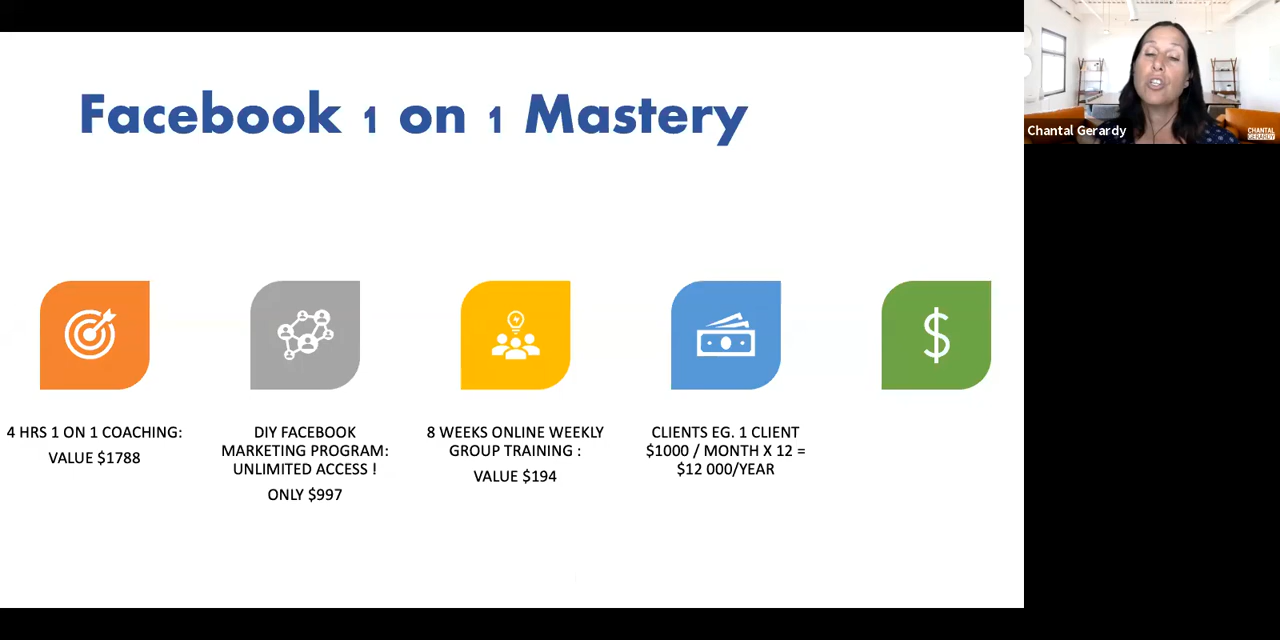 Facebook 1 on 1 Mastery
Chantal Gerardy
CHANTAL
GERARDY
4 HRS 1 ON 1 COACHING:
VALUE $1788
DIY FACEBOOK
MARKETING PROGRAM:
UNLIMITED ACCESS !
ONLY $997
8 WEEKS ONLINE WEEKLY
GROUP TRAINING :
VALUE $194
CLIENTS EG. 1 CLIENT
$1000 / MONTH X 12 =
$12 000/YEAR